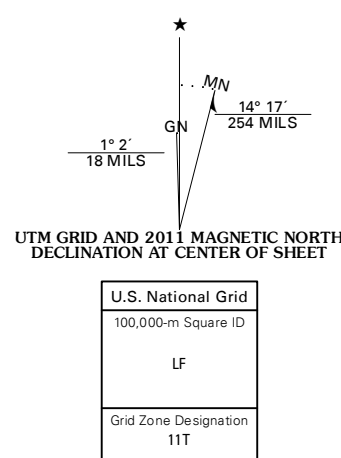 ★
MN
GN
14° 17´
254 MILS
1° 2´
18 MILS
UTM GRID AND 2011 MAGNETIC NORTH
DECLINATION AT CENTER OF SHEET
U.S. National Grid
100,000-m Square ID
LF
Grid Zone Designation
11T